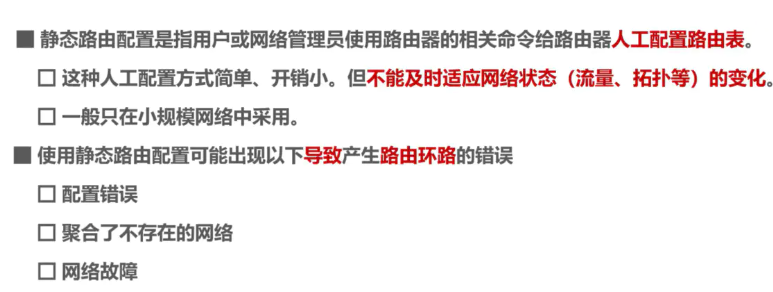 ■ 静态路由配置是指用户或网络管理员使用路由器的相关命令给路由器人工配置路由表。
□ 这种人工配置方式简单、开销小。但不能及时适应网络状态（流量、拓扑等）的变化。
□ 一般只在小规模网络中采用。
■ 使用静态路由配置可能出现以下导致产生路由环路的错误
□ 配置错误
□ 聚合了不存在的网络
□ 网络故障